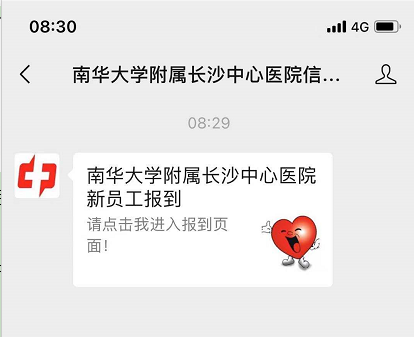 08:30
4G
南华大学附属长沙中心医院信...
08:29
南华大学附属长沙中心医院
新员工报到
请点击我进入报到页
面！